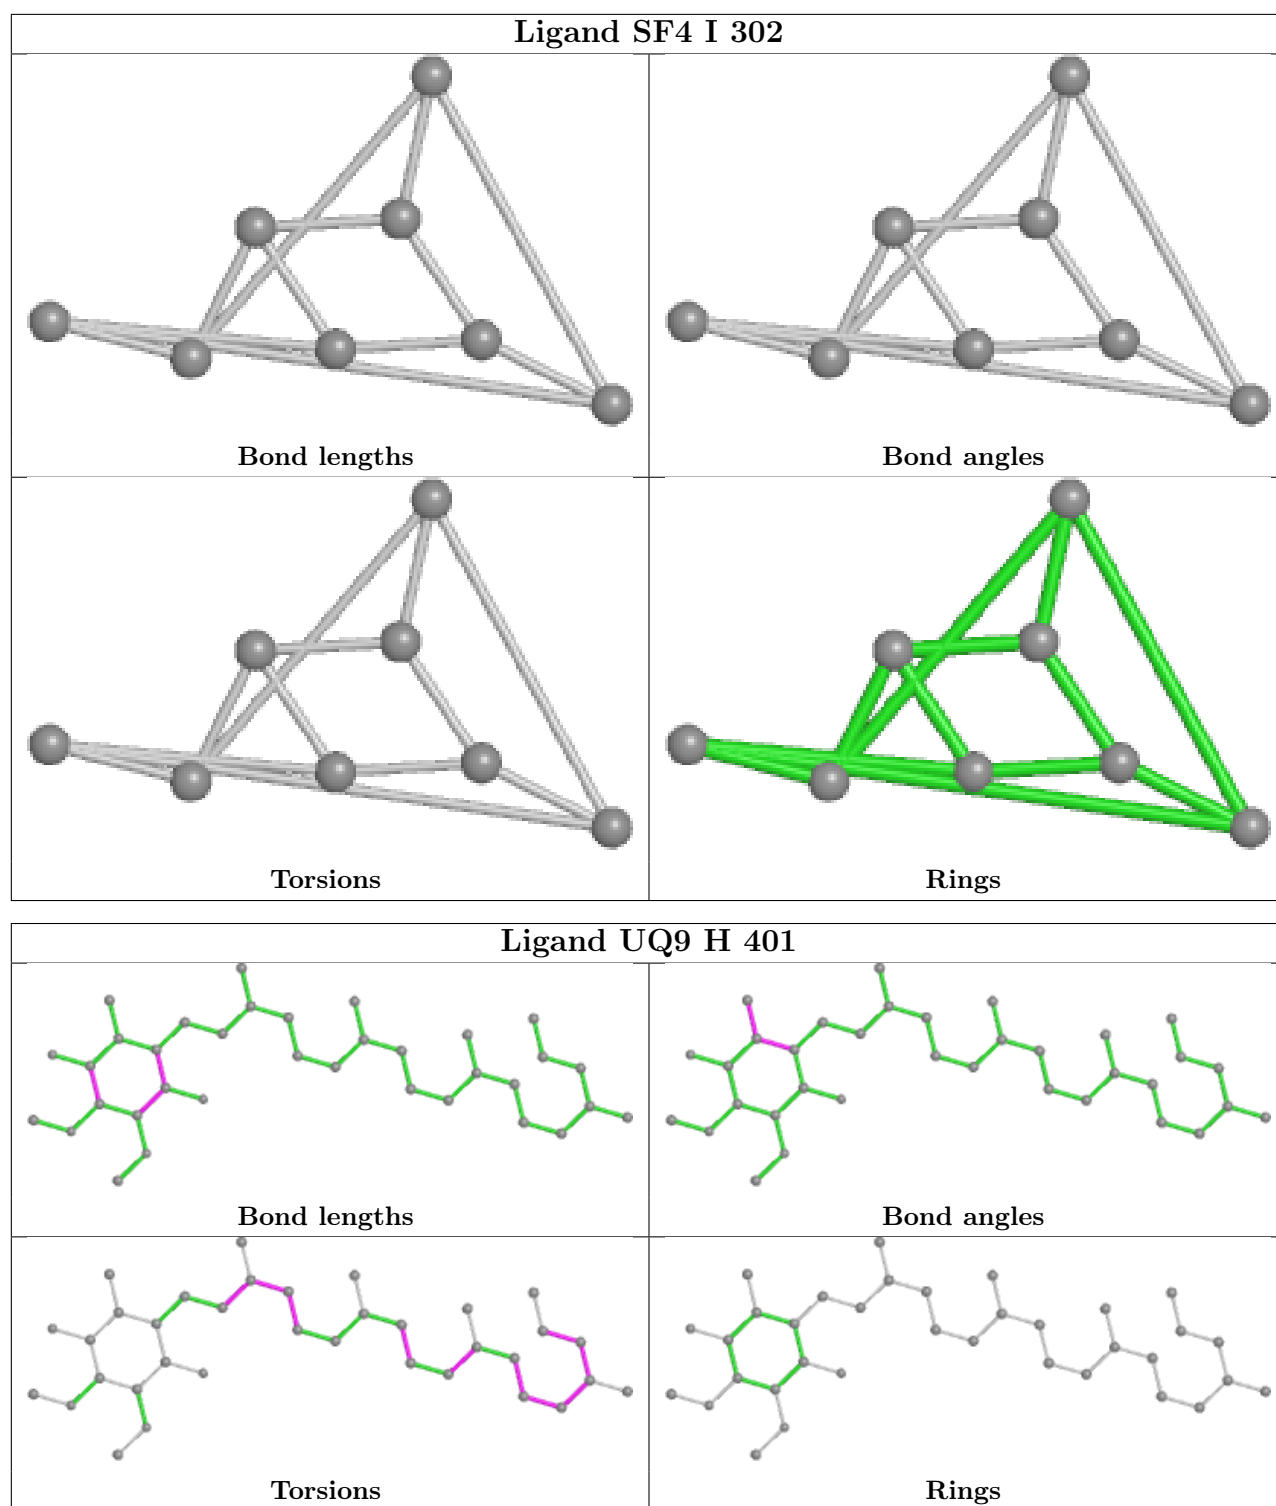 Ligand SF4 I 302
Bond lengths
Bond angles
Torsions
Rings
Ligand UQ9 H 401
Bond lengths
Bond angles
Torsions
Rings